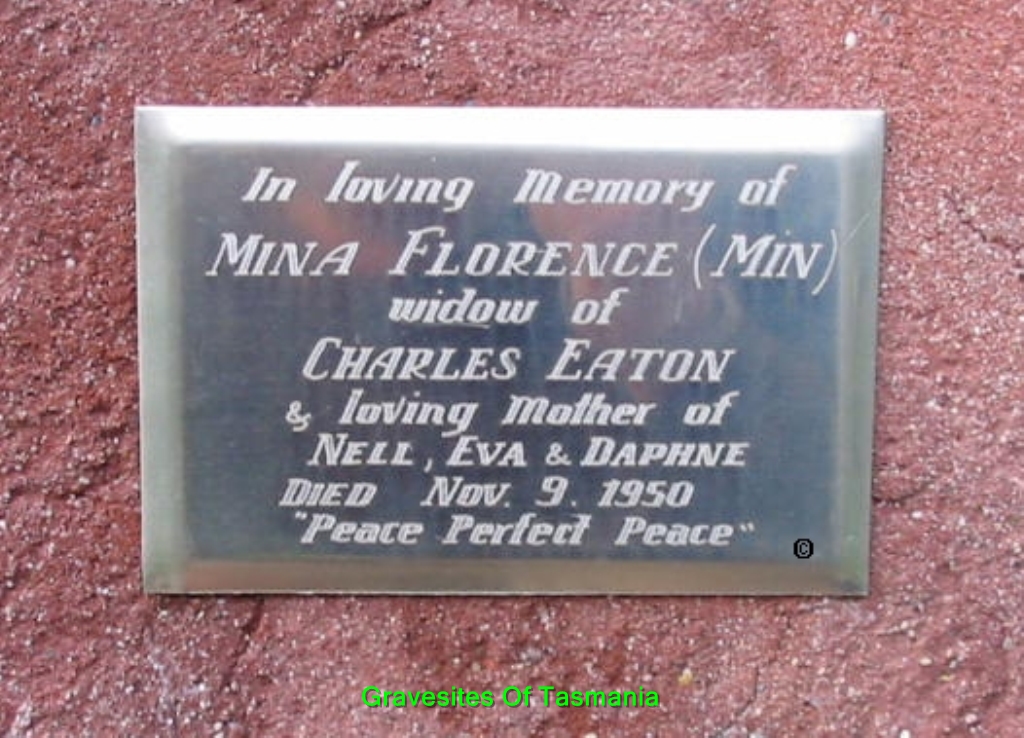 In loving Memory of
MINA FLORENCE (MIN)
widow of
CHARLES EATON
& loving Mother of
NELL, EVA & DAPHNE
DIED NOV. 9. 1950
"Peace Perfect Peace"
©
Gravesites Of Tasmania